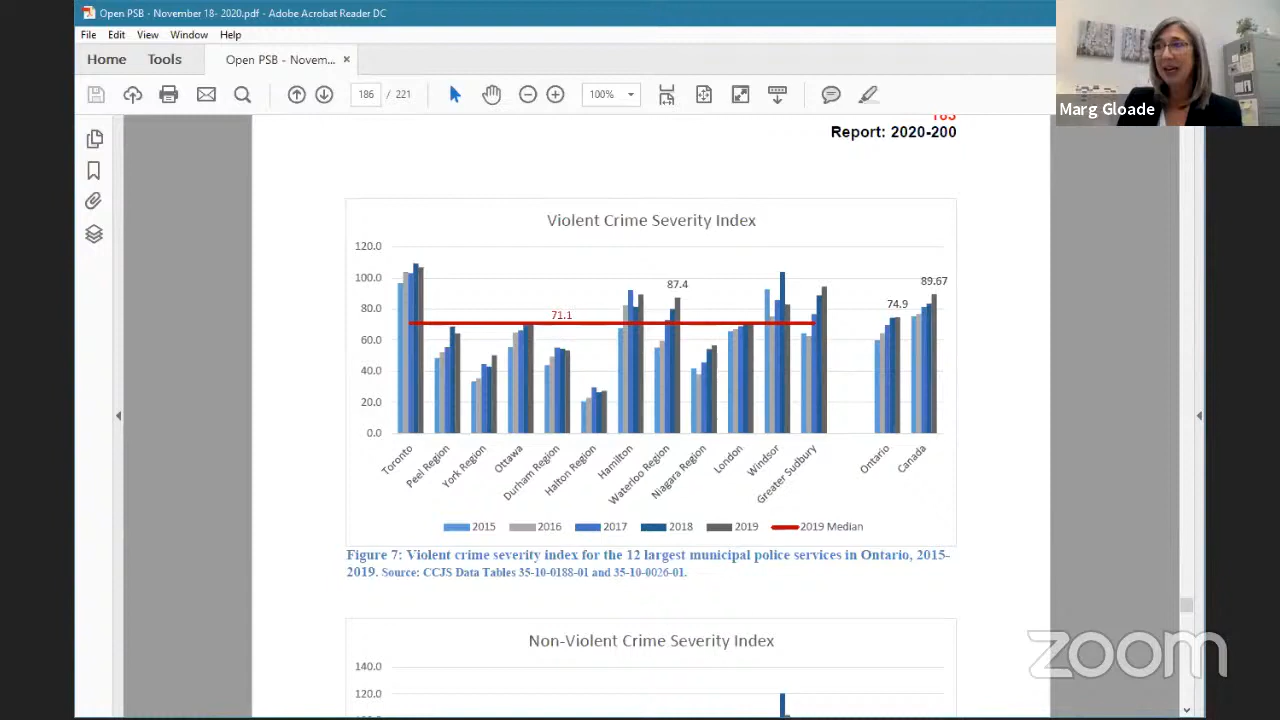 Open PSB - November 18- 2020.pdf - Adobe Acrobat Reader DC
File Edit View Window Help
Home Tools Open PSB - Novem... ×
186 / 221 100%
Marg Gloade
183
Report: 2020-200
Violent Crime Severity Index
120.0
100.0
80.0
60.0
40.0
20.0
0.0
71.1
87.4
74.9
89.67
Toronto
Peel Region
York Region
Ottawa
Durham Region
Halton Region
Hamilton
Waterloo Region
Niagara Region
London
Windsor
Greater Sudbury
Ontario
Canada
2015 2016 2017 2018 2019 2019 Median
Figure 7: Violent crime severity index for the 12 largest municipal police services in Ontario, 2015-
2019. Source: CCJS Data Tables 35-10-0188-01 and 35-10-0026-01.
Non-Violent Crime Severity Index
140.0
120.0
zoom